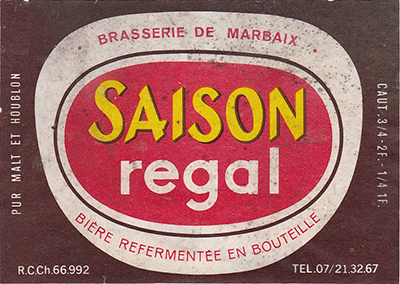 • BRASSERIE DE MARBAIX •
SAISON
regal
BIÈRE REFERMENTÉE EN BOUTEILLE
PUR MALT ET HOUBLON
CAUT. 3/4 - 2F. - 1/4 1F.
R.C.Ch.66.992
TEL.07/21.32.67